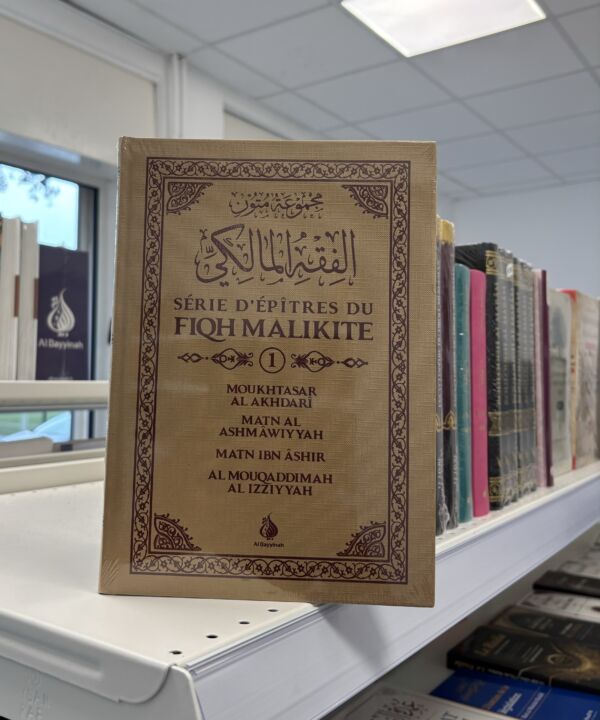 مجموعة متون
الفقه المالكي
SÉRIE D'ÉPÎTRES DU
FIQH MALIKITE
1
MOUKHTASAR
AL AKHDARÎ
MATN AL
ASHMÂWIYYAH
MATN IBN ÂSHIR
AL MOUQADDIMAH
AL IZZIYYAH
Al Bayyinah
Al Bayyinah